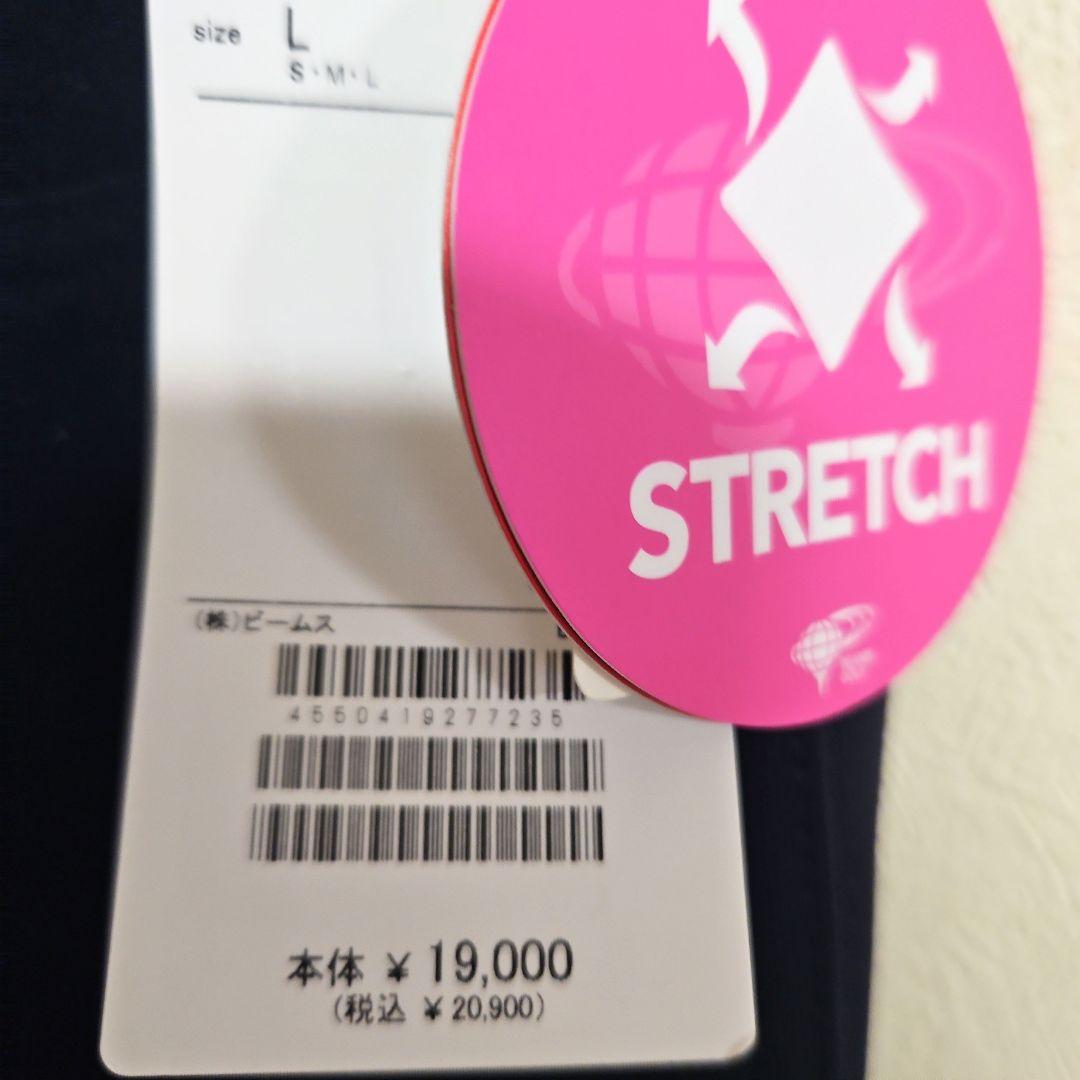 size L
S・M・L
STRETCH
(株)ビームス
4550419277235
本体 ¥ 19,000
(税込 ¥ 20,900)